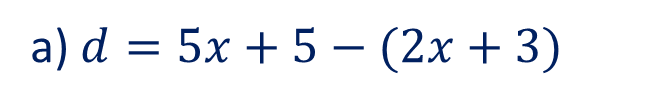 a) d = 5x + 5 − (2x + 3)